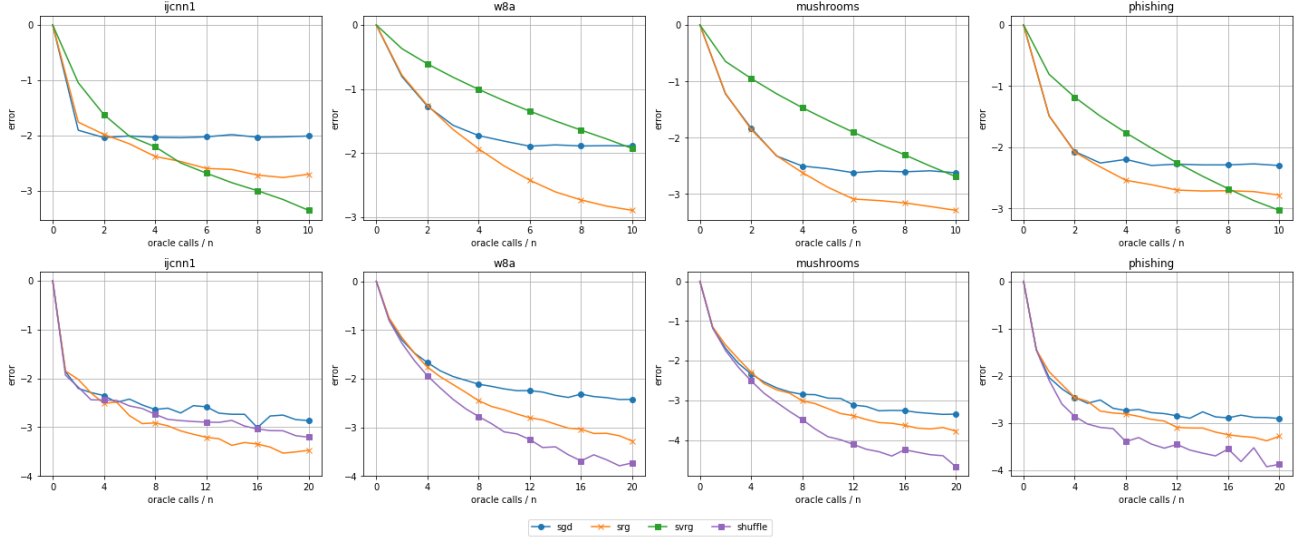 ijcnn1
w8a
mushrooms
phishing
0
−1
−2
−3
error
0 2 4 6 8 10
oracle calls / n
0
−1
−2
−3
error
0 2 4 6 8 10
oracle calls / n
0
−1
−2
−3
error
0 2 4 6 8 10
oracle calls / n
0
−1
−2
−3
error
0 2 4 6 8 10
oracle calls / n
ijcnn1
w8a
mushrooms
phishing
0
−1
−2
−3
−4
error
0 4 8 12 16 20
oracle calls / n
0
−1
−2
−3
−4
error
0 4 8 12 16 20
oracle calls / n
0
−1
−2
−3
−4
error
0 4 8 12 16 20
oracle calls / n
0
−1
−2
−3
−4
error
0 4 8 12 16 20
oracle calls / n
sgd srg svrg shuffle